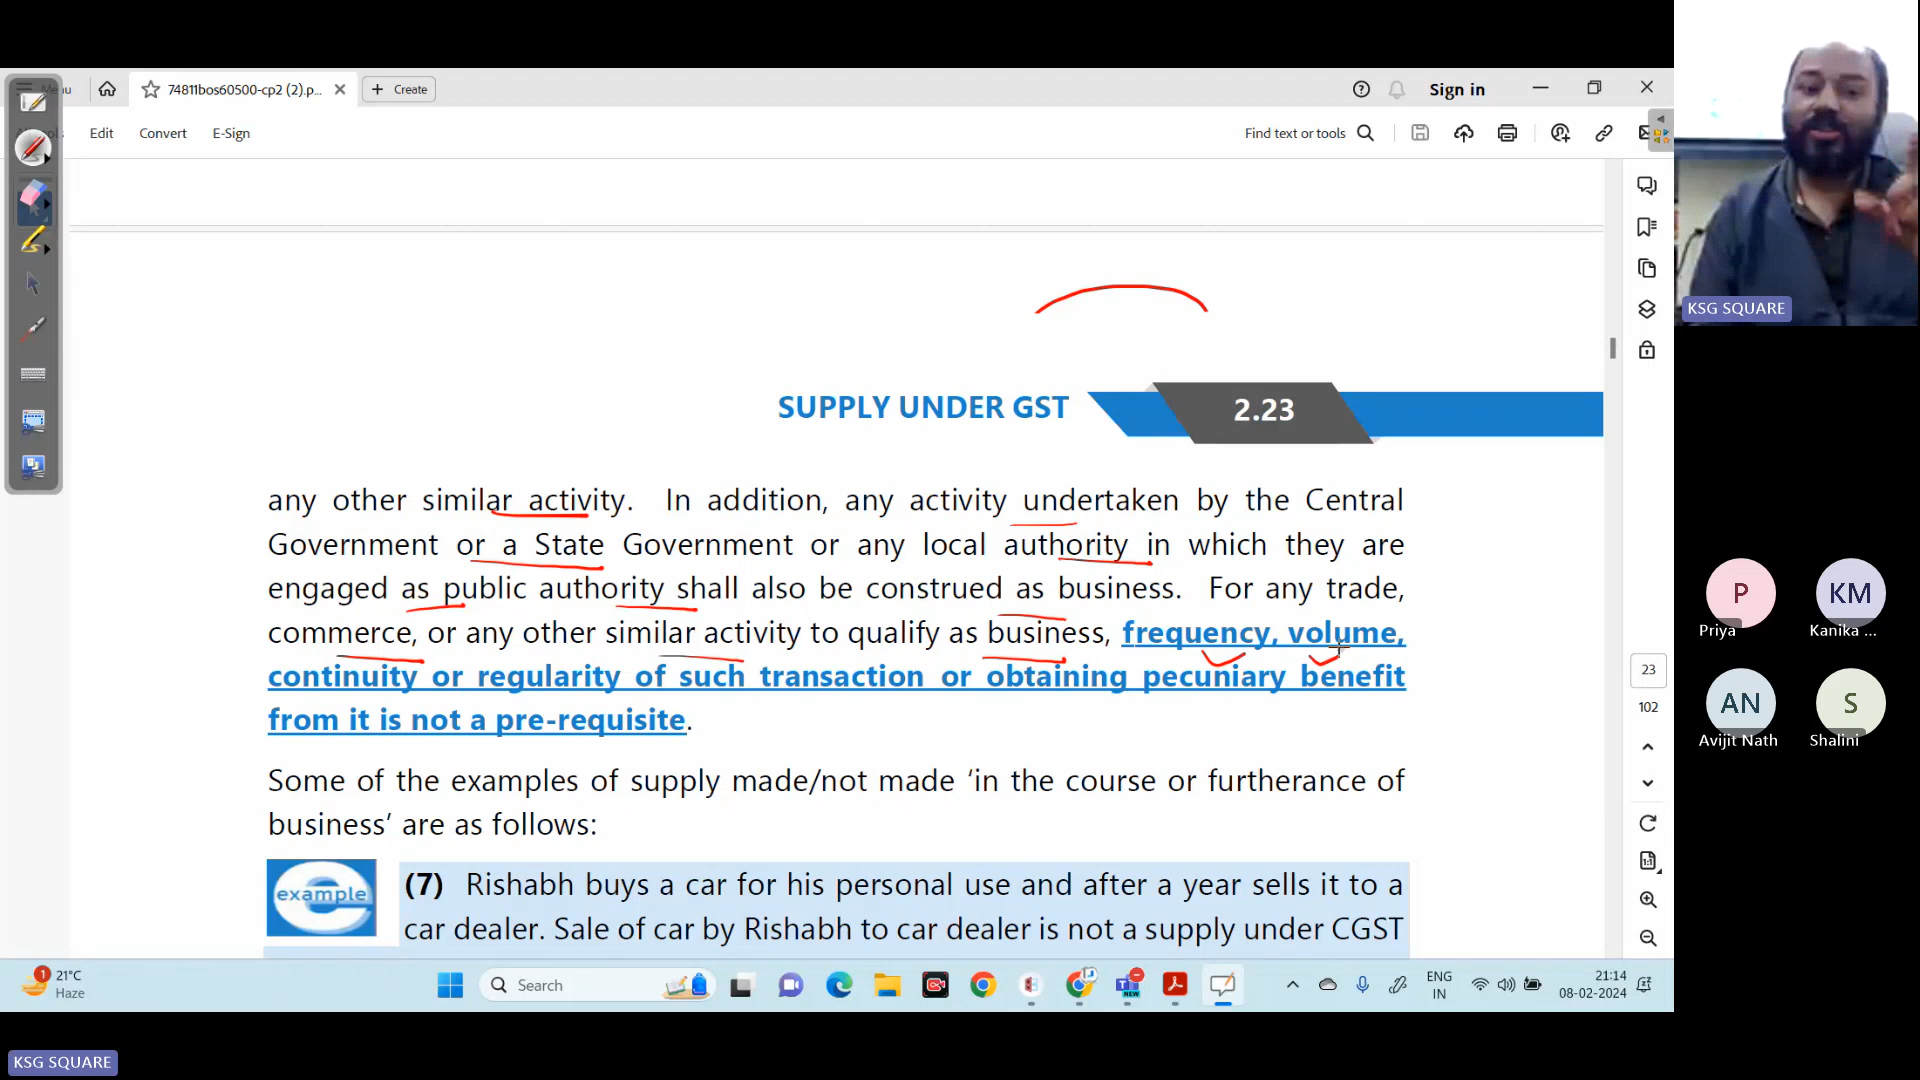 74811bos60500-cp2 (2).p...
Create
Sign in
Edit
Convert
E-Sign
Find text or tools
KSG SQUARE
SUPPLY UNDER GST
2.23
any other similar activity. In addition, any activity undertaken by the Central
Government or a State Government or any local authority in which they are
engaged as public authority shall also be construed as business. For any trade,
commerce, or any other similar activity to qualify as business, frequency, volume,
continuity or regularity of such transaction or obtaining pecuniary benefit
from it is not a pre-requisite.
Some of the examples of supply made/not made ‘in the course or furtherance of
business’ are as follows:
example
(7) Rishabh buys a car for his personal use and after a year sells it to a
car dealer. Sale of car by Rishabh to car dealer is not a supply under CGST
23
102
P
Priya
KM
Kanika ...
AN
Avijit Nath
S
Shalini
1
21°C
Haze
Search
NEW
ENG
IN
21:14
08-02-2024
KSG SQUARE